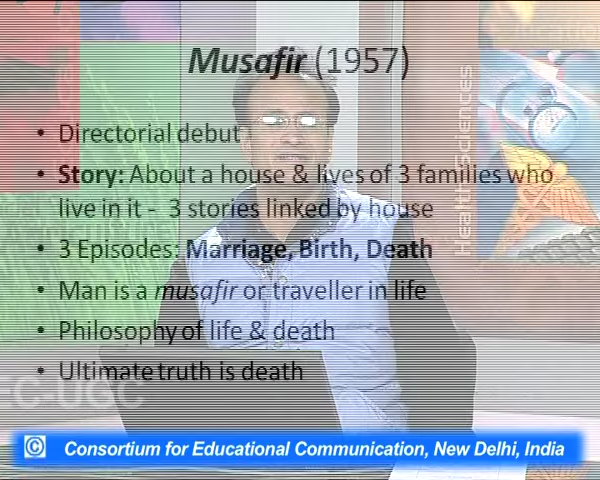 Musafir (1957)
• Directorial debut
• Story: About a house & lives of 3 families who
live in it - 3 stories linked by house
• 3 Episodes: Marriage, Birth, Death
• Man is a musafir or traveller in life
• Philosophy of life & death
• Ultimate truth is death
Health Sciences
EC-UGC
© Consortium for Educational Communication, New Delhi, India